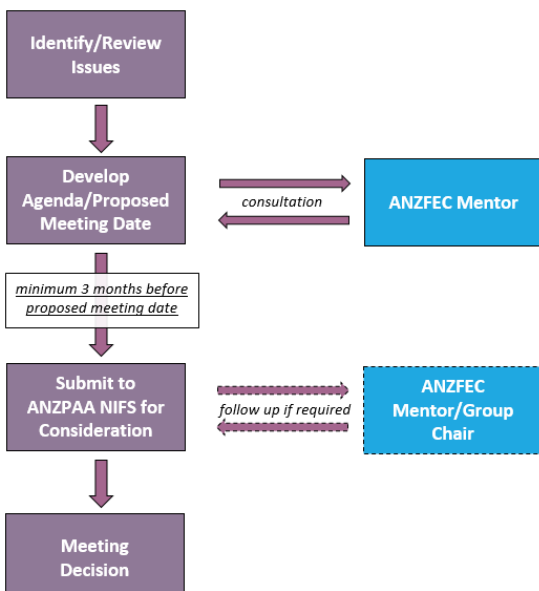 Identify/Review
Issues
Develop
Agenda/Proposed
Meeting Date
consultation
ANZFEC Mentor
minimum 3 months before
proposed meeting date
Submit to
ANZPAA NIFS for
Consideration
follow up if required
ANZFEC
Mentor/Group
Chair
Meeting
Decision